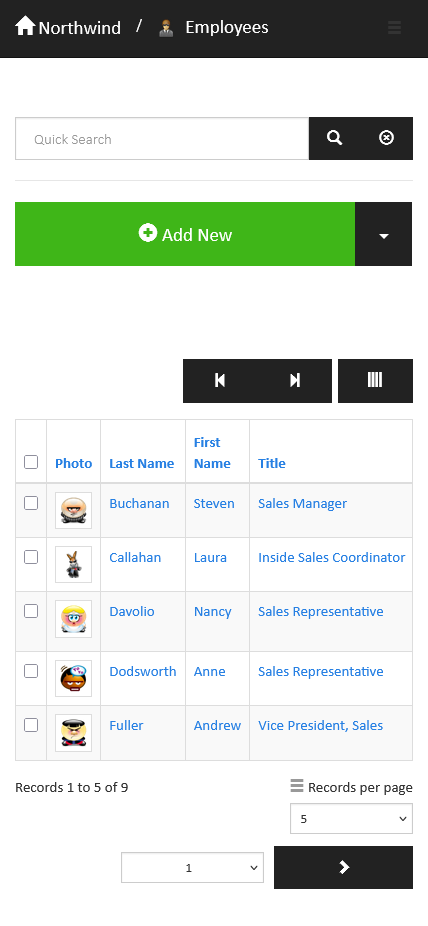 Northwind / Employees
Quick Search
Add New
Photo Last Name First Name Title
Buchanan Steven Sales Manager
Callahan Laura Inside Sales Coordinator
Davolio Nancy Sales Representative
Dodsworth Anne Sales Representative
Fuller Andrew Vice President, Sales
Records 1 to 5 of 9 Records per page
5
1